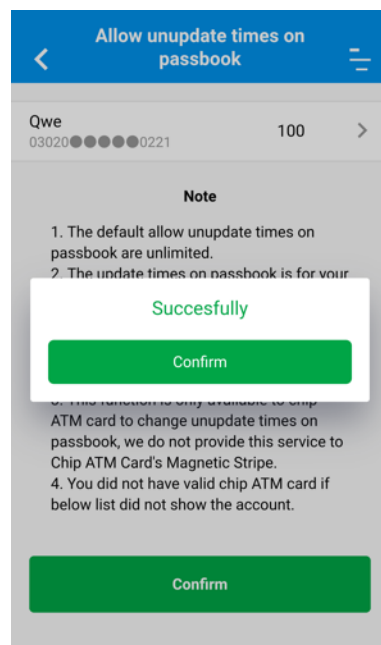 Allow unupdate times on
passbook
Qwe
100
03020●●●●●0221
Note
1. The default allow unupdate times on
passbook are unlimited.
2. The update times on passbook is for your
Succesfully
Confirm
3. This function is only available to chip
ATM card to change unupdate times on
passbook, we do not provide this service to
Chip ATM Card's Magnetic Stripe.
4. You did not have valid chip ATM card if
below list did not show the account.
Confirm